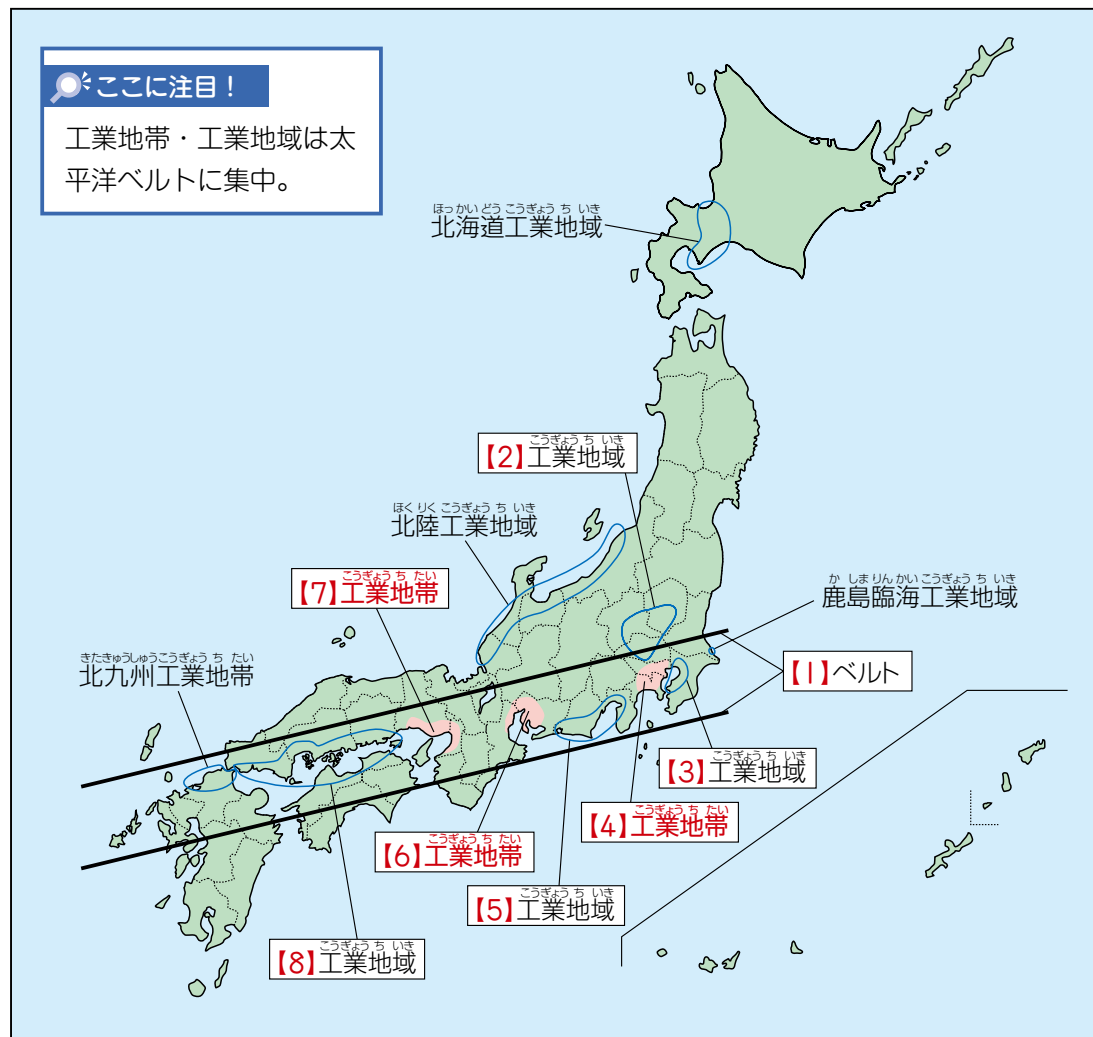 ここに注目！
工業地帯・工業地域は太
平洋ベルトに集中。
ほっかいどうこうぎょうちいき
北海道工業地域
こうぎょうちいき
【2】工業地域
ほくりくこうぎょうちいき
北陸工業地域
こうぎょうちたい
【7】工業地帯
かしまりんかいこうぎょうちいき
鹿島臨海工業地域
きたきゅうしゅうこうぎょうちたい
北九州工業地帯
【1】ベルト
こうぎょうちいき
【3】工業地域
こうぎょうちたい
【4】工業地帯
こうぎょうちたい
【6】工業地帯
こうぎょうちいき
【5】工業地域
こうぎょうちいき
【8】工業地域